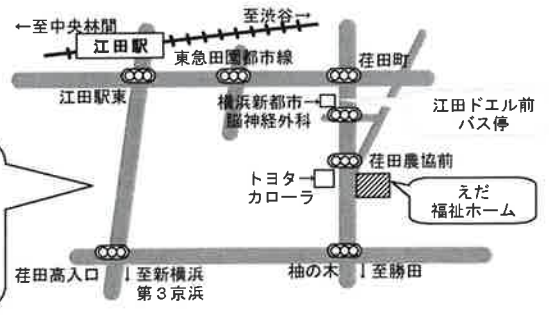 ←至中央林間
至渋谷→
江田駅
東急田園都市線
荏田町
江田駅東
横浜新都市
脳神経外科
江田ドエル前
バス停
荏田農協前
トヨタ
カローラ
えだ
福祉ホーム
荏田高入口
↓至新横浜
第3京浜
柚の木
↓至勝田